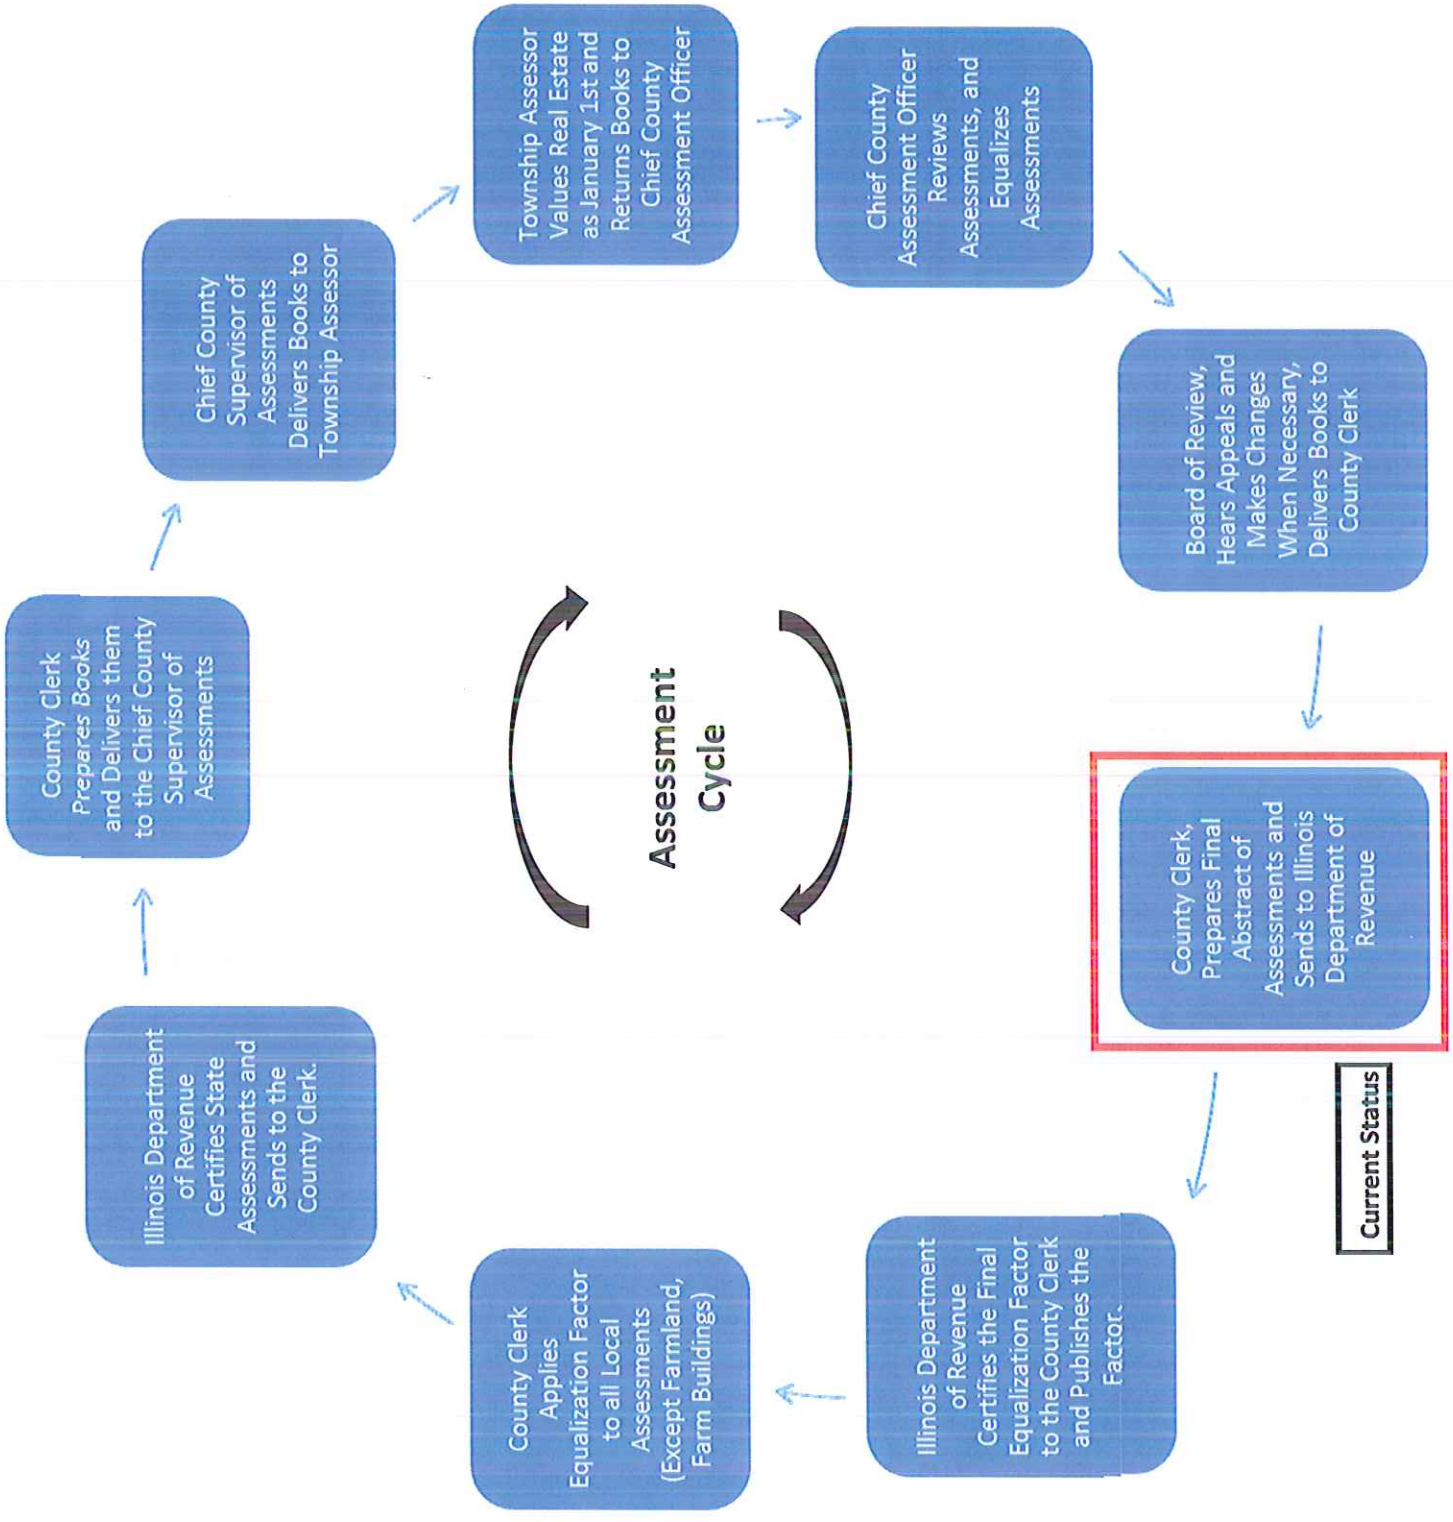 County Clerk
Prepares Books
and Delivers them
to the Chief County
Supervisor of
Assessments
Chief County
Supervisor of
Assessments
Delivers Books to
Township Assessor
Township Assessor
Values Real Estate
as January 1st and
Returns Books to
Chief County
Assessment Officer
Chief County
Assessment Officer
Reviews
Assessments, and
Equalizes
Assessments
Board of Review,
Hears Appeals and
Makes Changes
When Necessary,
Delivers Books to
County Clerk
County Clerk,
Prepares Final
Abstract of
Assessments and
Sends to Illinois
Department of
Revenue
Current Status
Illinois Department
of Revenue
Certifies the Final
Equalization Factor
to the County Clerk
and Publishes the
Factor.
County Clerk
Applies
Equalization Factor
to all Local
Assessments
(Except Farmland,
Farm Buildings)
Illinois Department
of Revenue
Certifies State
Assessments and
Sends to the
County Clerk.
Assessment
Cycle